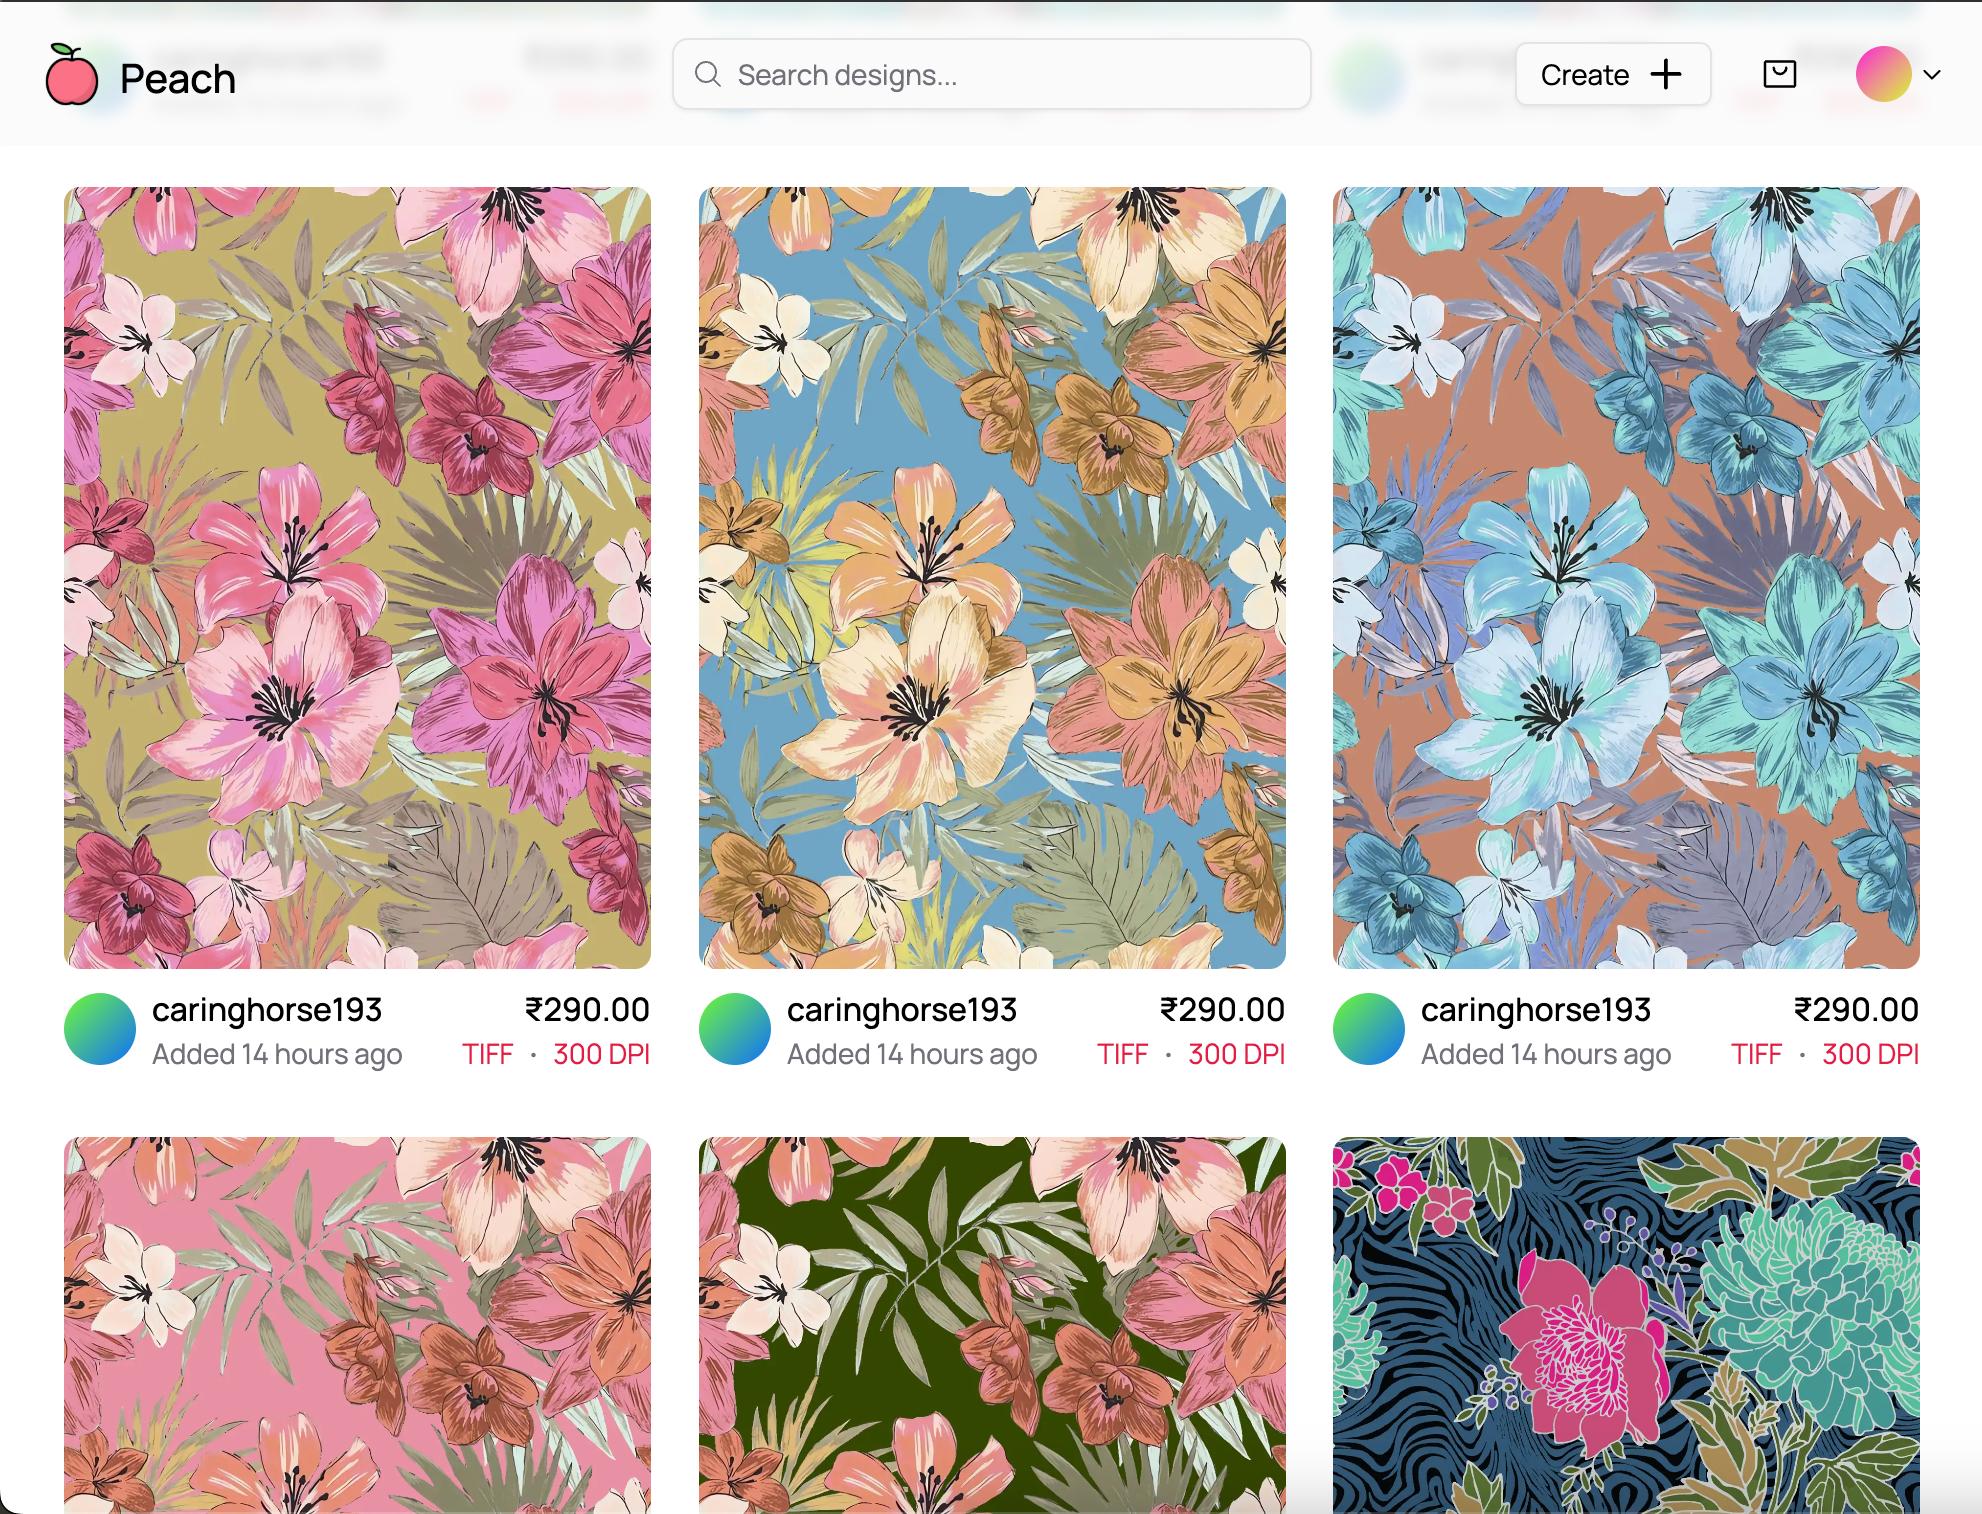 Peach
Search designs...
Create
caringhorse193 ₹290.00
Added 14 hours ago TIFF · 300 DPI
caringhorse193 ₹290.00
Added 14 hours ago TIFF · 300 DPI
caringhorse193 ₹290.00
Added 14 hours ago TIFF · 300 DPI